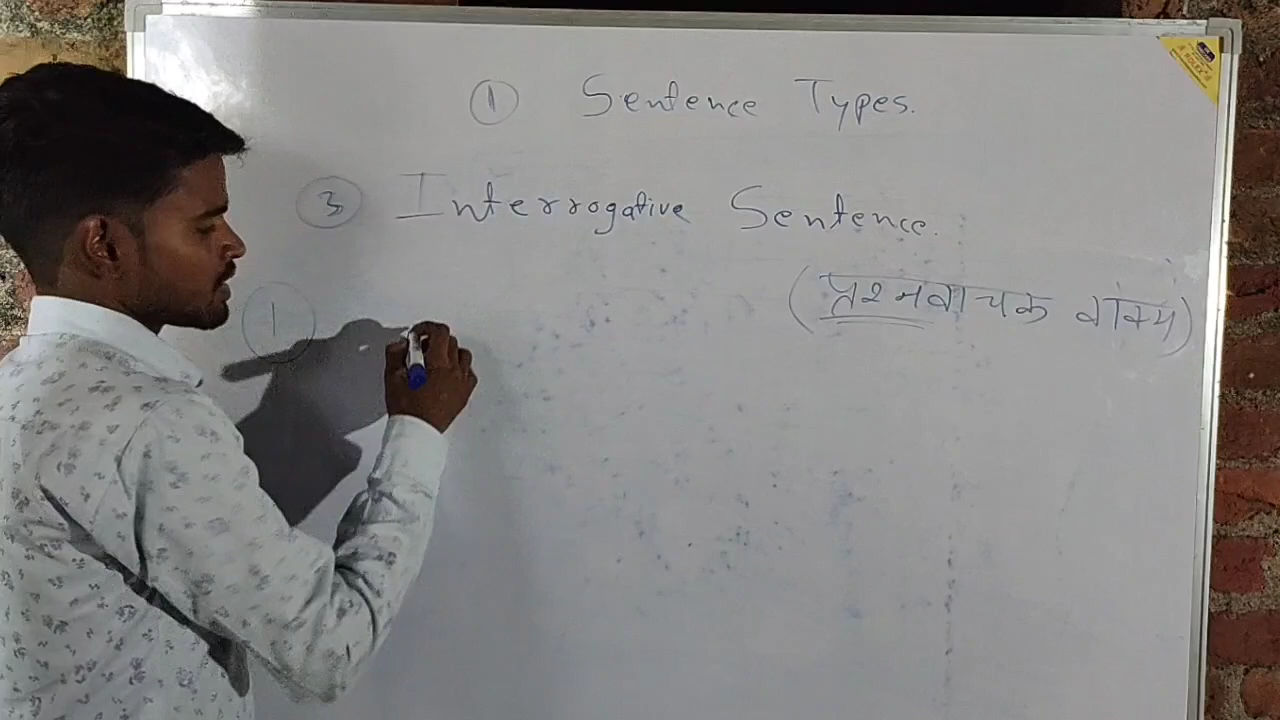 ① Sentence Types.
③ Interrogative Sentence.
(प्रश्नवाचक वाक्य)
①